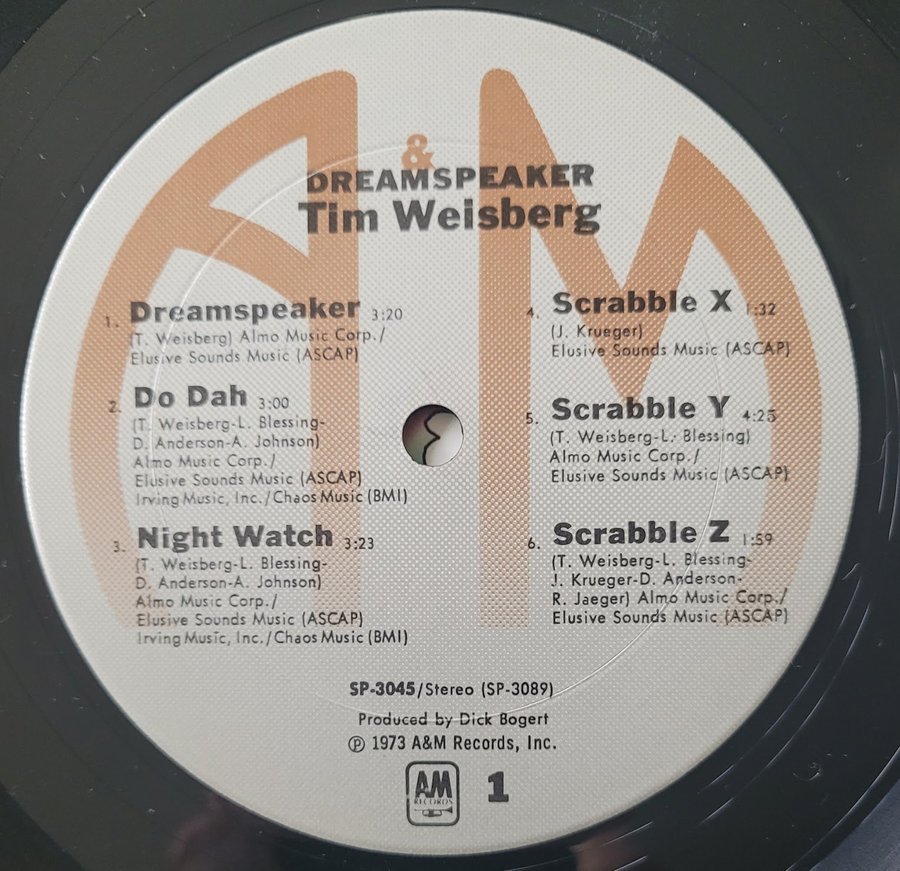 &
DREAMSPEAKER
Tim Weisberg
1. Dreamspeaker 3:20
(T. Weisberg) Almo Music Corp./
Elusive Sounds Music (ASCAP)
2. Do Dah 3:00
(T. Weisberg-L. Blessing-
D. Anderson-A. Johnson)
Almo Music Corp./
Elusive Sounds Music (ASCAP)
Irving Music, Inc./Chaos Music (BMI)
3. Night Watch 3:23
(T. Weisberg-L. Blessing-
D. Anderson-A. Johnson)
Almo Music Corp./
Elusive Sounds Music (ASCAP)
Irving Music, Inc./Chaos Music (BMI)
4. Scrabble X 1:32
(J. Krueger)
Elusive Sounds Music (ASCAP)
5. Scrabble Y 4:25
(T. Weisberg-L. Blessing)
Almo Music Corp./
Elusive Sounds Music (ASCAP)
6. Scrabble Z 1:59
(T. Weisberg-L. Blessing-
J. Krueger-D. Anderson-
R. Jaeger) Almo Music Corp./
Elusive Sounds Music (ASCAP)
SP-3045/Stereo (SP-3089)
Produced by Dick Bogert
℗ 1973 A&M Records, Inc.
AM
RECORDS
1